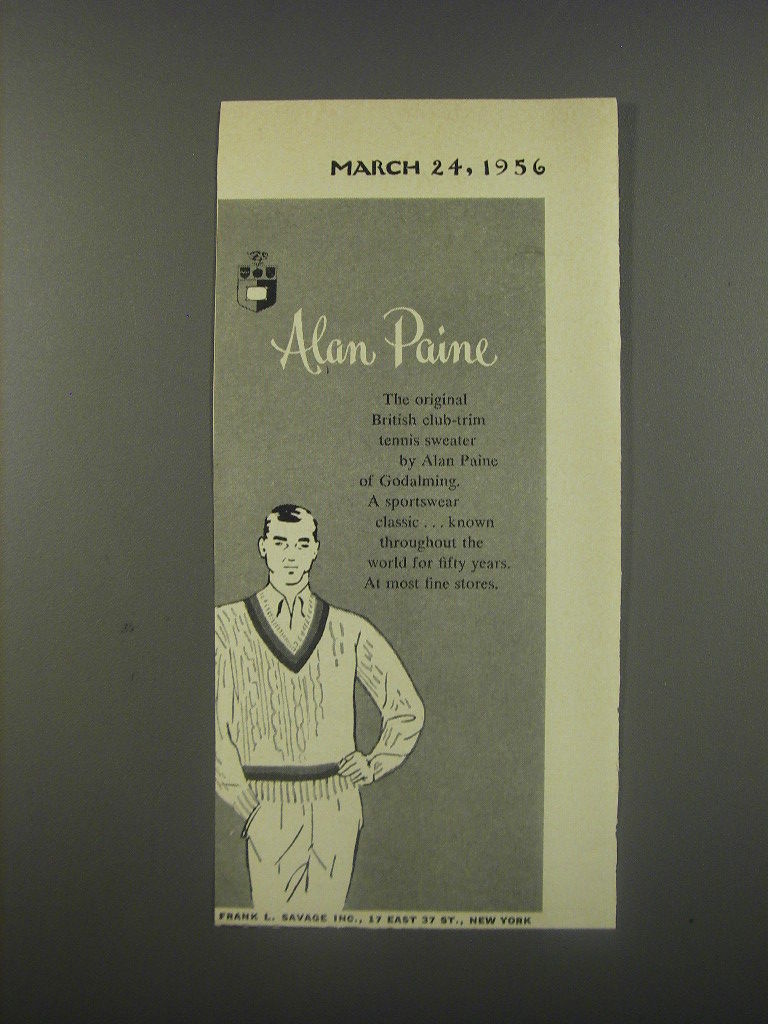 MARCH 24, 1956
Alan Paine
The original
British club-trim
tennis sweater
by Alan Paine
of Godalming.
A sportswear
classic . . . known
throughout the
world for fifty years.
At most fine stores.
FRANK L. SAVAGE INC., 17 EAST 37 ST., NEW YORK